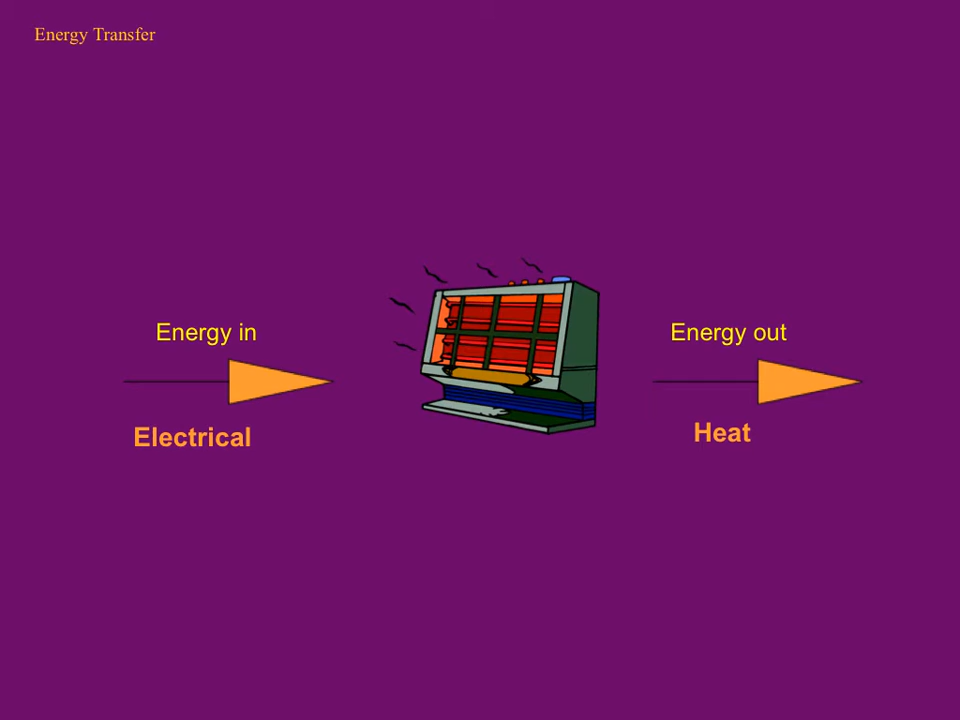 Energy Transfer
Energy in
Energy out
Electrical
Heat